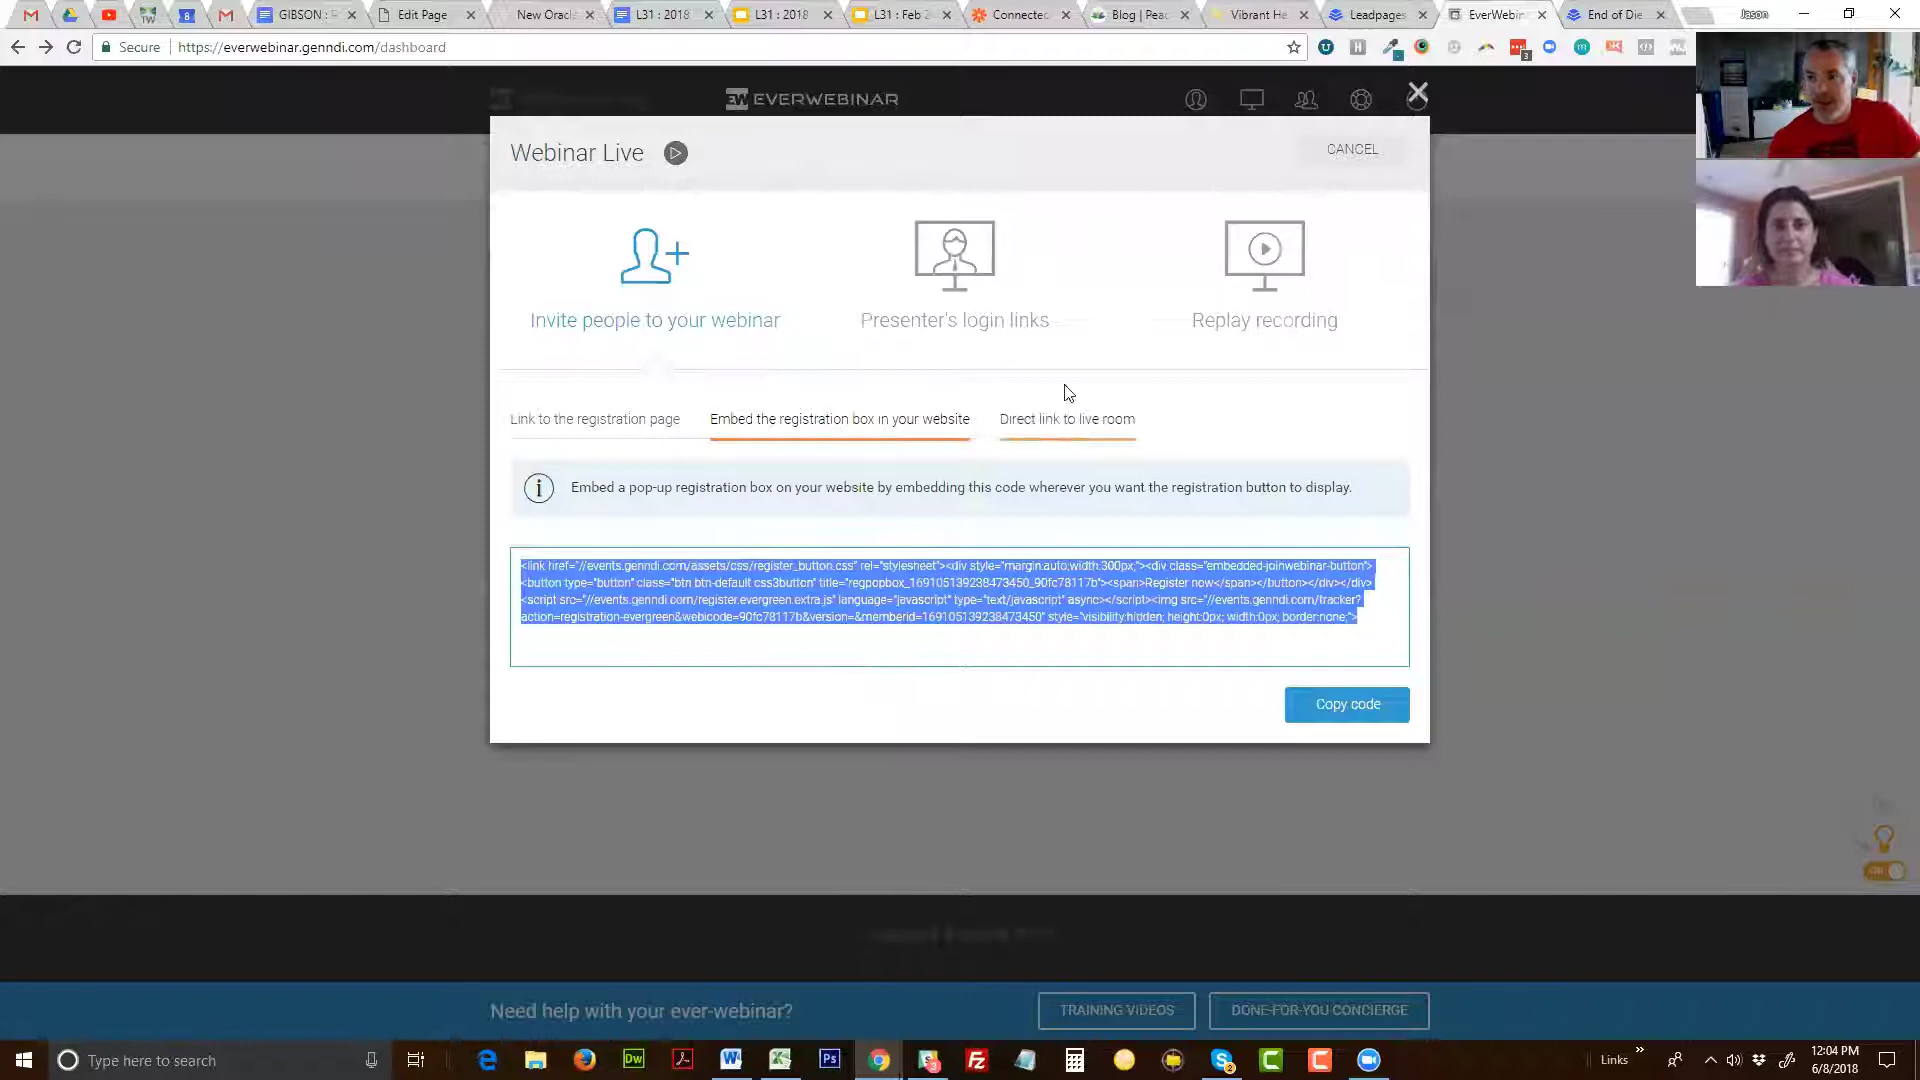 GIBSON : F
Edit Page
New Oracl
L31 : 2018
L31 : 2018
L31 : Feb 2
Connected
Blog | Peac
Vibrant He
Leadpages
EverWebin
End of Die
Jason
Secure
https://everwebinar.genndi.com/dashboard
EW EVERWEBINAR
Webinar Live
CANCEL
Invite people to your webinar
Presenter's login links
Replay recording
Link to the registration page
Embed the registration box in your website
Direct link to live room
Embed a pop-up registration box on your website by embedding this code wherever you want the registration button to display.
<link href="//events.genndi.com/assets/css/register_button.css" rel="stylesheet"><div style="margin:auto;width:300px;"><div class="embedded-joinwebinar-button">
<button type="button" class="btn btn-default css3button" title="regpopbox_169105139238473450_90fc78117b"><span>Register now</span></button></div></div>
<script src="//events.genndi.com/register.evergreen.extra.js" language="javascript" type="text/javascript" async></script><img src="//events.genndi.com/tracker?
action=registration-evergreen&webicode=90fc78117b&version=&memberid=169105139238473450" style="visibility:hidden; height:0px; width:0px; border:none;">
Copy code
Need help with your ever-webinar?
TRAINING VIDEOS
DONE-FOR-YOU CONCIERGE
Type here to search
Links
12:04 PM
6/8/2018